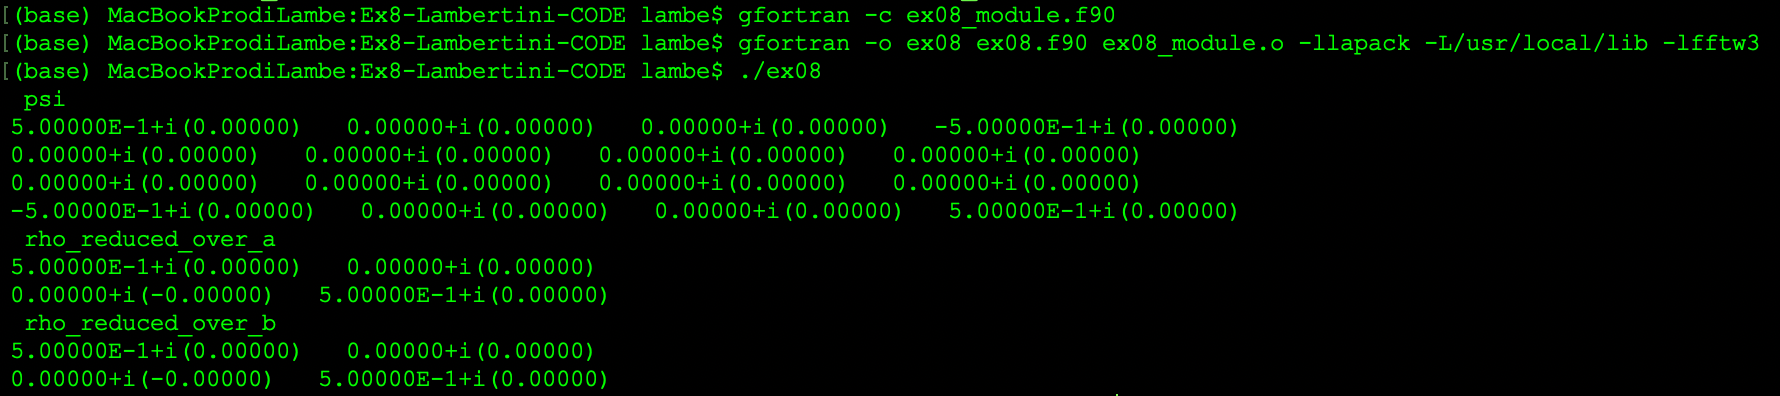 [(base) MacBookProdiLambe:Ex8-Lambertini-CODE lambe$ gfortran -c ex08_module.f90
[(base) MacBookProdiLambe:Ex8-Lambertini-CODE lambe$ gfortran -o ex08 ex08.f90 ex08_module.o -llapack -L/usr/local/lib -lfftw3
[(base) MacBookProdiLambe:Ex8-Lambertini-CODE lambe$ ./ex08
psi
5.00000E-1+i(0.00000) 0.00000+i(0.00000) 0.00000+i(0.00000) -5.00000E-1+i(0.00000)
0.00000+i(0.00000) 0.00000+i(0.00000) 0.00000+i(0.00000) 0.00000+i(0.00000)
0.00000+i(0.00000) 0.00000+i(0.00000) 0.00000+i(0.00000) 0.00000+i(0.00000)
-5.00000E-1+i(0.00000) 0.00000+i(0.00000) 0.00000+i(0.00000) 5.00000E-1+i(0.00000)
rho_reduced_over_a
5.00000E-1+i(0.00000) 0.00000+i(0.00000)
0.00000+i(-0.00000) 5.00000E-1+i(0.00000)
rho_reduced_over_b
5.00000E-1+i(0.00000) 0.00000+i(0.00000)
0.00000+i(-0.00000) 5.00000E-1+i(0.00000)